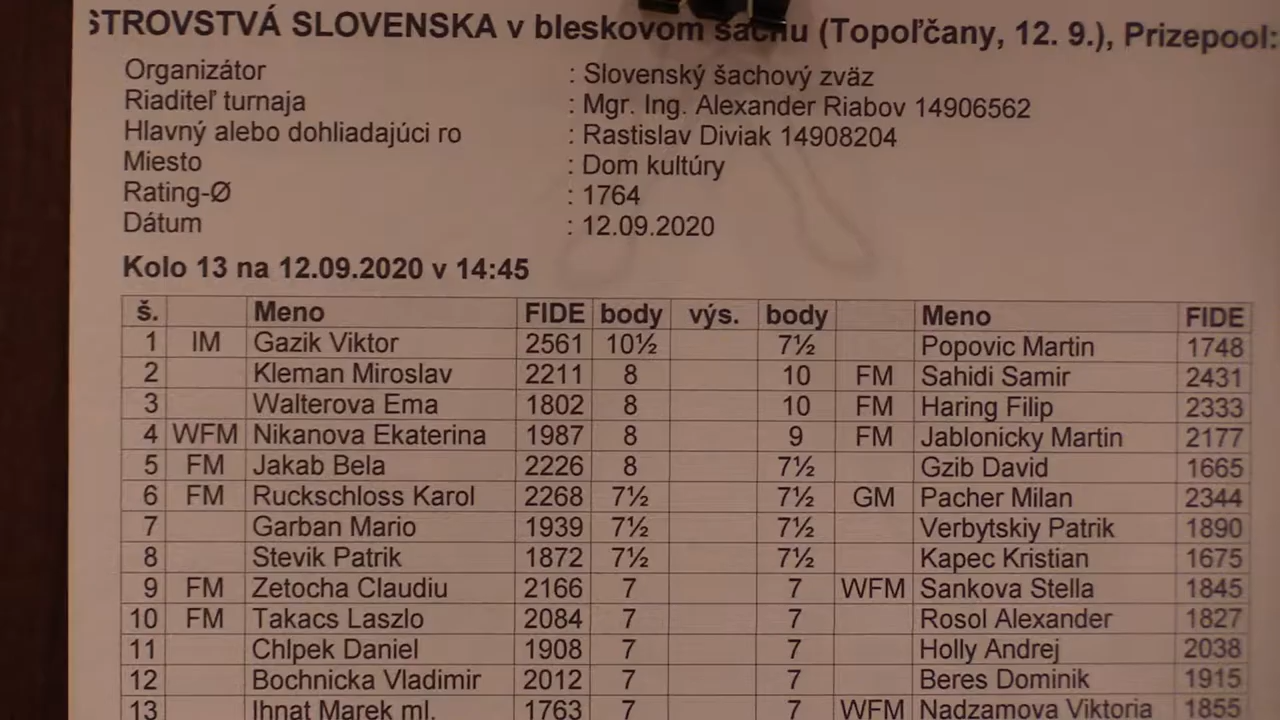 STROVSTVÁ SLOVENSKA v bleskovom šachu (Topoľčany, 12. 9.), Prizepool:
Organizátor : Slovenský šachový zväz
Riaditeľ turnaja : Mgr. Ing. Alexander Riabov 14906562
Hlavný alebo dohliadajúci ro : Rastislav Diviak 14908204
Miesto : Dom kultúry
Rating-Ø : 1764
Dátum : 12.09.2020
Kolo 13 na 12.09.2020 v 14:45
š. Meno FIDE body výs. body Meno FIDE
1 IM Gazik Viktor 2561 10½ 7½ Popovic Martin 1748
2 Kleman Miroslav 2211 8 10 FM Sahidi Samir 2431
3 Walterova Ema 1802 8 10 FM Haring Filip 2333
4 WFM Nikanova Ekaterina 1987 8 9 FM Jablonicky Martin 2177
5 FM Jakab Bela 2226 8 7½ Gzib David 1665
6 FM Ruckschloss Karol 2268 7½ 7½ GM Pacher Milan 2344
7 Garban Mario 1939 7½ 7½ Verbytskiy Patrik 1890
8 Stevik Patrik 1872 7½ 7½ Kapec Kristian 1675
9 FM Zetocha Claudiu 2166 7 7 WFM Sankova Stella 1845
10 FM Takacs Laszlo 2084 7 7 Rosol Alexander 1827
11 Chlpek Daniel 1908 7 7 Holly Andrej 2038
12 Bochnicka Vladimir 2012 7 7 Beres Dominik 1915
13 Ihnat Marek ml. 1763 7 7 WFM Nadzamova Viktoria 1855